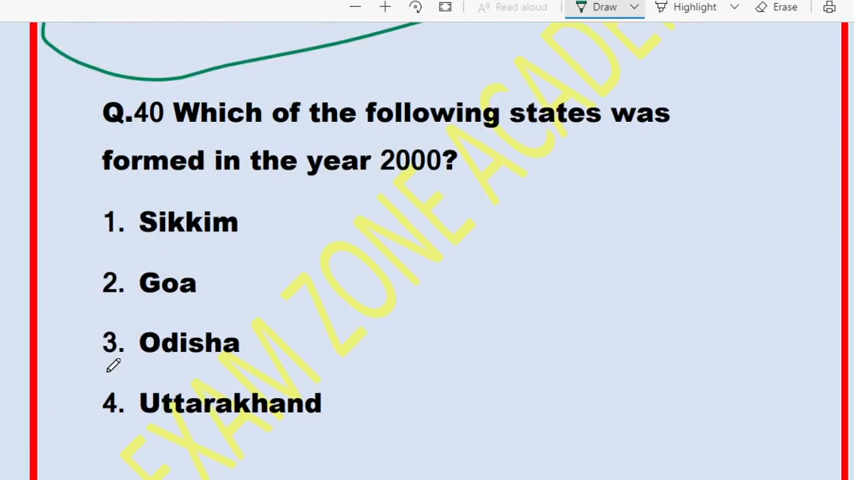 Read aloud Draw Highlight Erase
Q.40 Which of the following states was
formed in the year 2000?
1. Sikkim
2. Goa
3. Odisha
4. Uttarakhand
EXAM ZONE ACADE